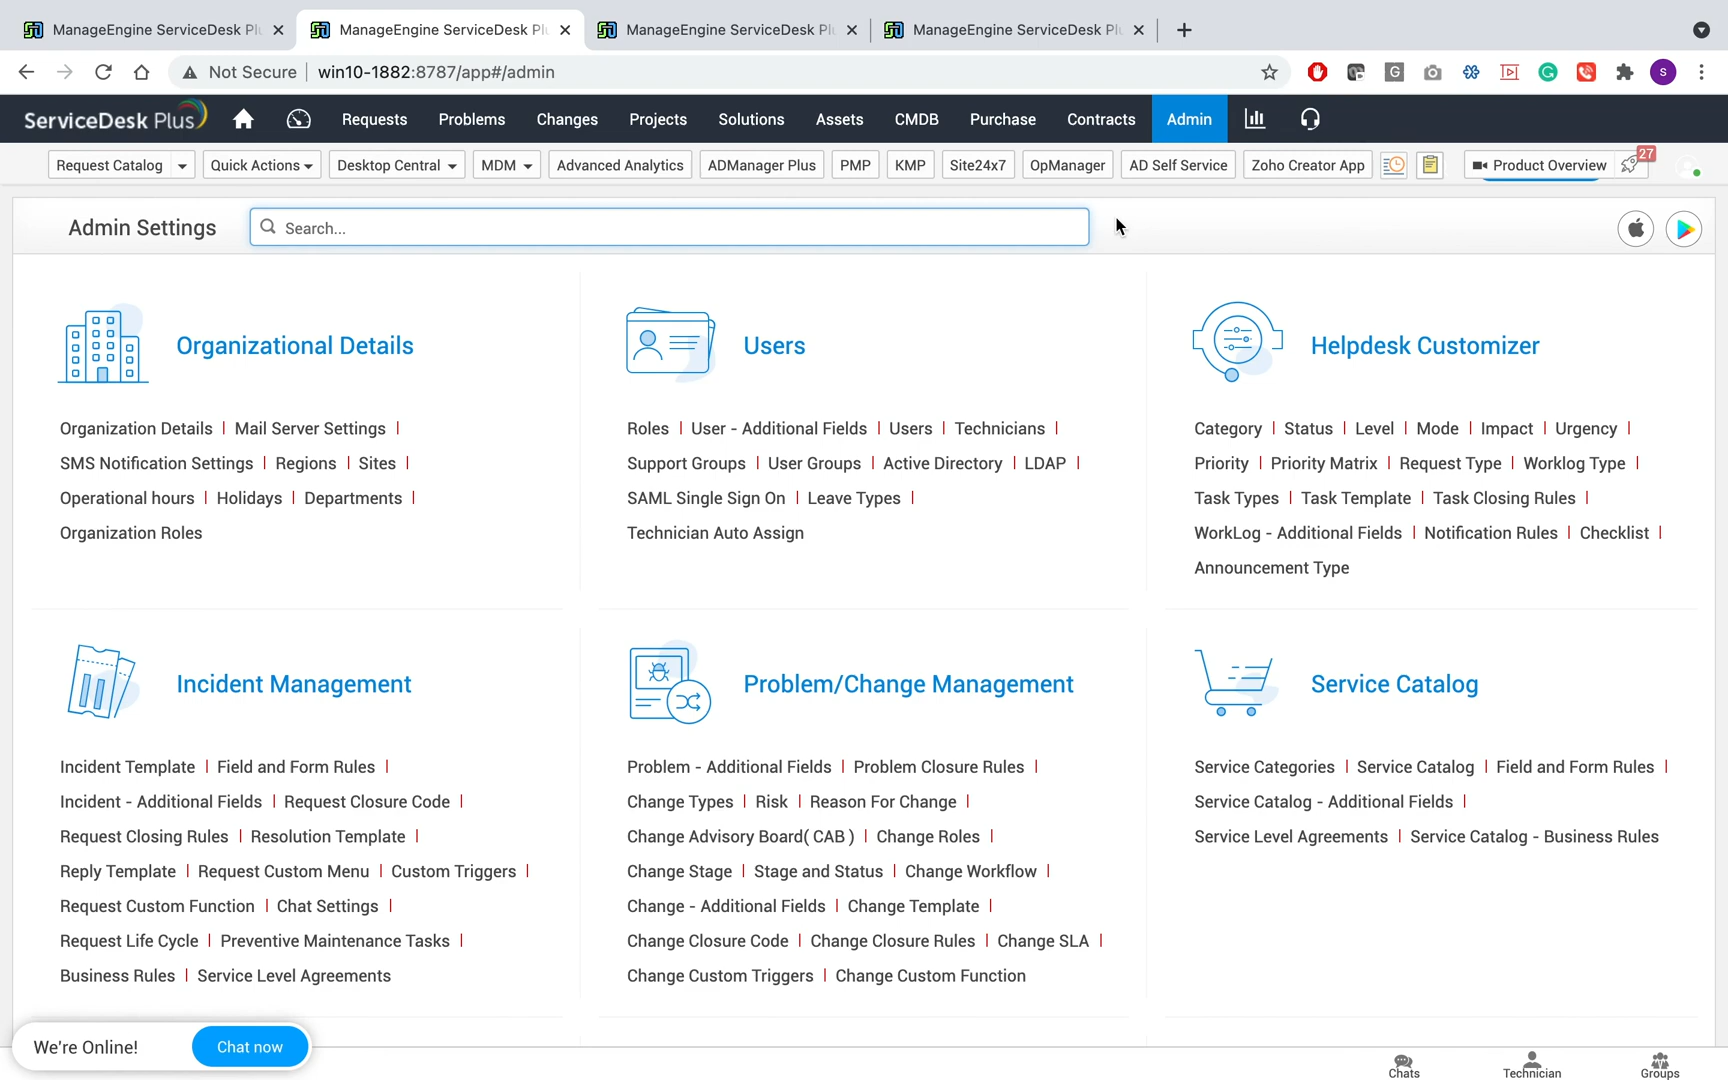 ManageEngine ServiceDesk Plu
ManageEngine ServiceDesk Plu
ManageEngine ServiceDesk Plu
ManageEngine ServiceDesk Plu
Not Secure win10-1882:8787/app#/admin
ServiceDesk Plus Requests Problems Changes Projects Solutions Assets CMDB Purchase Contracts Admin
Request Catalog Quick Actions Desktop Central MDM Advanced Analytics ADManager Plus PMP KMP Site24x7 OpManager AD Self Service Zoho Creator App Product Overview 27
Admin Settings Search...
Organizational Details
Organization Details | Mail Server Settings |
SMS Notification Settings | Regions | Sites |
Operational hours | Holidays | Departments |
Organization Roles
Users
Roles | User - Additional Fields | Users | Technicians |
Support Groups | User Groups | Active Directory | LDAP |
SAML Single Sign On | Leave Types |
Technician Auto Assign
Helpdesk Customizer
Category | Status | Level | Mode | Impact | Urgency |
Priority | Priority Matrix | Request Type | Worklog Type |
Task Types | Task Template | Task Closing Rules |
WorkLog - Additional Fields | Notification Rules | Checklist |
Announcement Type
Incident Management
Incident Template | Field and Form Rules |
Incident - Additional Fields | Request Closure Code |
Request Closing Rules | Resolution Template |
Reply Template | Request Custom Menu | Custom Triggers |
Request Custom Function | Chat Settings |
Request Life Cycle | Preventive Maintenance Tasks |
Business Rules | Service Level Agreements
Problem/Change Management
Problem - Additional Fields | Problem Closure Rules |
Change Types | Risk | Reason For Change |
Change Advisory Board( CAB ) | Change Roles |
Change Stage | Stage and Status | Change Workflow |
Change - Additional Fields | Change Template |
Change Closure Code | Change Closure Rules | Change SLA |
Change Custom Triggers | Change Custom Function
Service Catalog
Service Categories | Service Catalog | Field and Form Rules |
Service Catalog - Additional Fields |
Service Level Agreements | Service Catalog - Business Rules
We're Online! Chat now
Chats Technician Groups